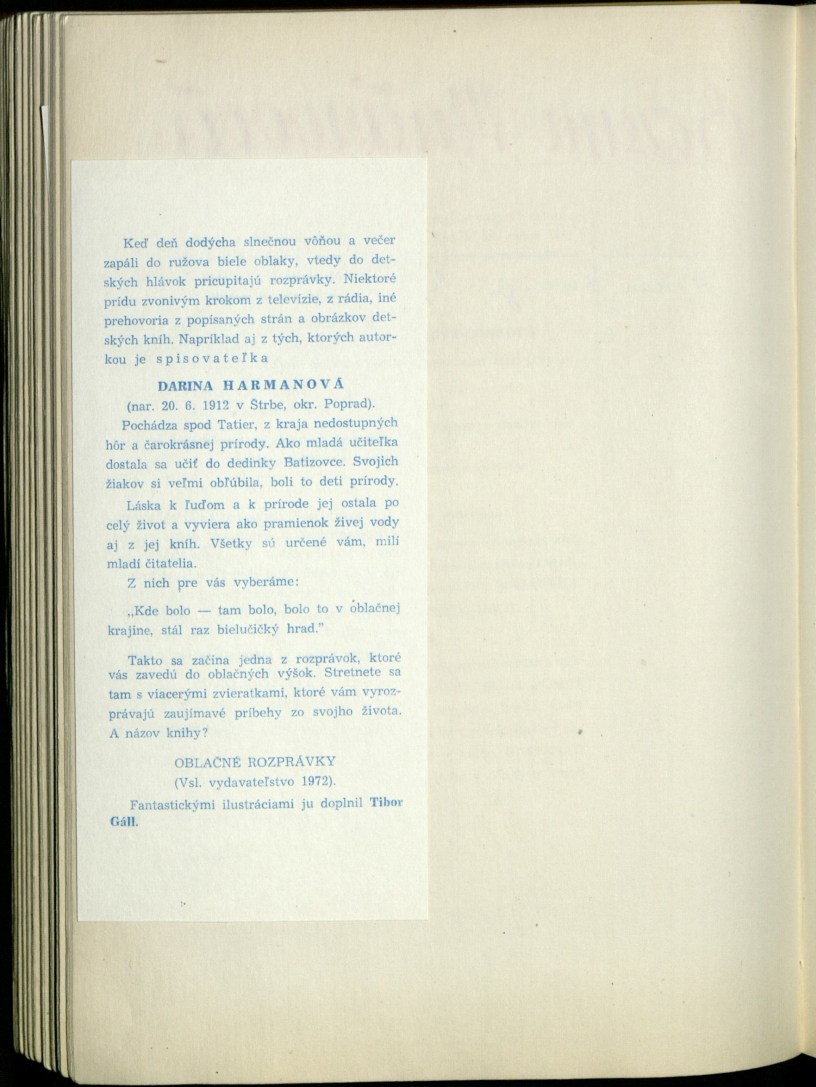 Keď deň dodýcha slnečnou vôňou a večer
zapáli do ružova biele oblaky, vtedy do det-
ských hlávok pricupitajú rozprávky. Niektoré
prídu zvonivým krokom z televízie, z rádia, iné
prehovoria z popísaných strán a obrázkov det-
ských kníh. Napríklad aj z tých, ktorých autor-
kou je spisovateľka
DARINA HARMANOVÁ
(nar. 20. 6. 1912 v Štrbe, okr. Poprad).
Pochádza spod Tatier, z kraja nedostupných
hôr a čarokrásnej prírody. Ako mladá učiteľka
dostala sa učiť do dedinky Batizovce. Svojich
žiakov si veľmi obľúbila, boli to deti prírody.
Láska k ľuďom a k prírode jej ostala po
celý život a vyviera ako pramienok živej vody
aj z jej kníh. Všetky sú určené vám, milí
mladí čitatelia.
Z nich pre vás vyberáme:
„Kde bolo — tam bolo, bolo to v oblačnej
krajine, stál raz bielučičký hrad.”
Takto sa začína jedna z rozprávok, ktoré
vás zavedú do oblačných výšok. Stretnete sa
tam s viacerými zvieratkami, ktoré vám vyroz-
právajú zaujímavé príbehy zo svojho života.
A názov knihy?
OBLAČNÉ ROZPRÁVKY
(Vsl. vydavateľstvo 1972).
Fantastickými ilustráciami ju doplnil Tibor
Gáll.